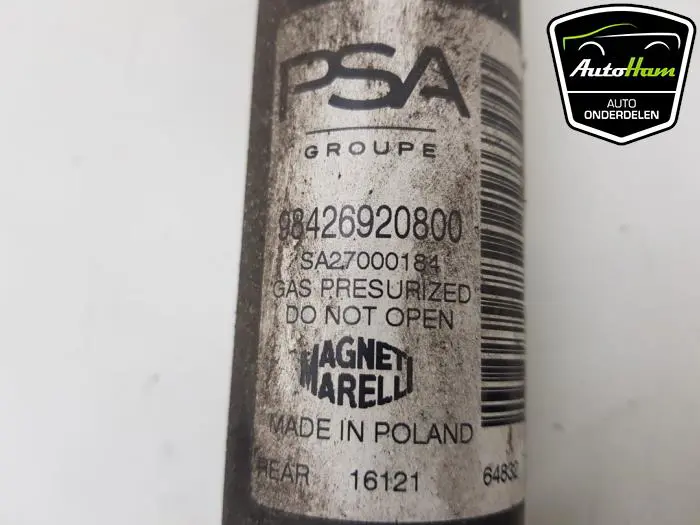 PSA
GROUPE
98426920800
SA27000184
GAS PRESURIZED
DO NOT OPEN
MAGNETI
MARELLI
MADE IN POLAND
REAR 16121 64832
AutoHam
AUTO
ONDERDELEN